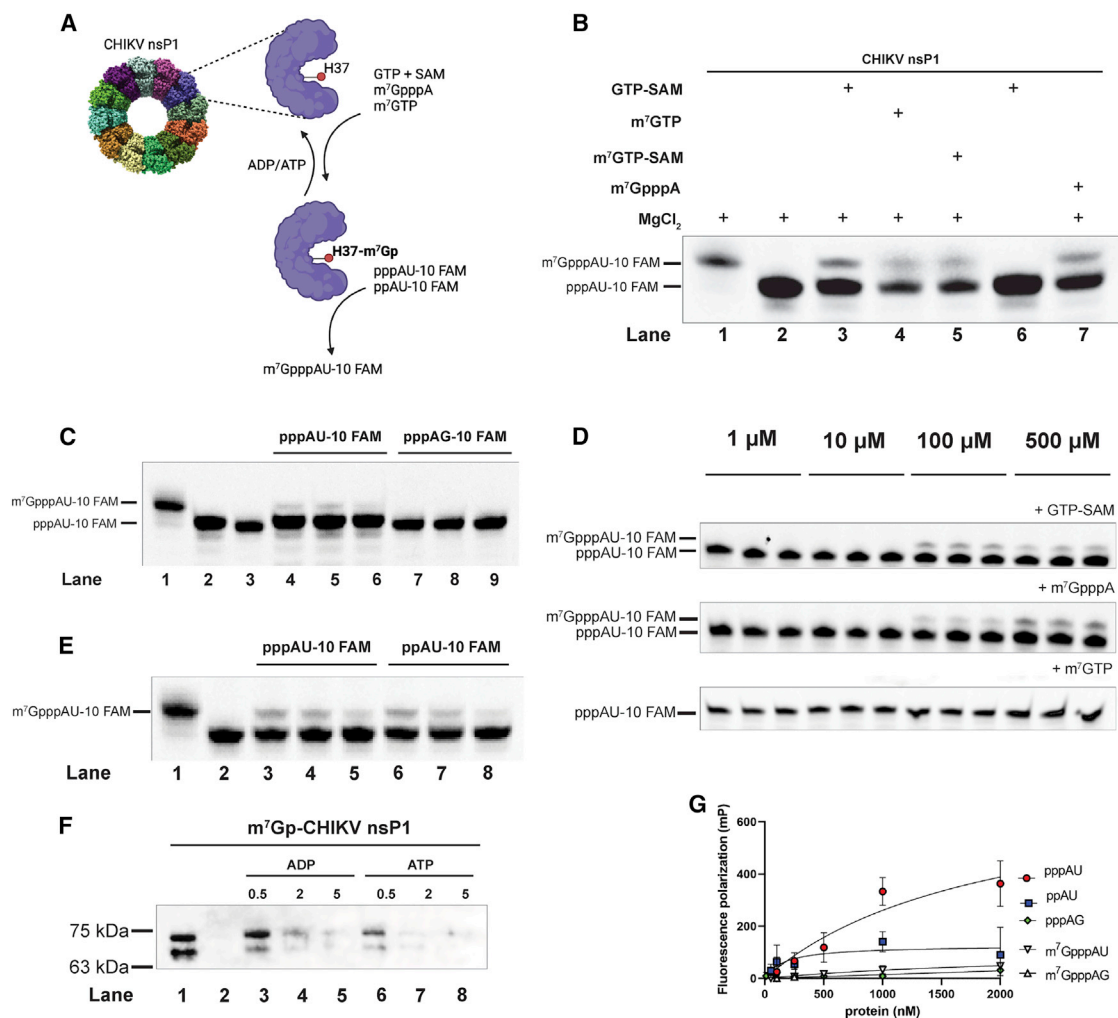 A
CHIKV nsP1
H37
GTP + SAM
m⁷GpppA
m⁷GTP
ADP/ATP
H37-m⁷Gp
pppAU-10 FAM
ppAU-10 FAM
m⁷GpppAU-10 FAM
B
CHIKV nsP1
GTP-SAM + +
m⁷GTP +
m⁷GTP-SAM +
m⁷GpppA +
MgCl₂ + + + + + +
m⁷GpppAU-10 FAM
pppAU-10 FAM
Lane 1 2 3 4 5 6 7
C
pppAU-10 FAM pppAG-10 FAM
m⁷GpppAU-10 FAM
pppAU-10 FAM
Lane 1 2 3 4 5 6 7 8 9
D
1 µM 10 µM 100 µM 500 µM
+ GTP-SAM
m⁷GpppAU-10 FAM
pppAU-10 FAM
+ m⁷GpppA
m⁷GpppAU-10 FAM
pppAU-10 FAM
+ m⁷GTP
pppAU-10 FAM
E
pppAU-10 FAM ppAU-10 FAM
m⁷GpppAU-10 FAM
Lane 1 2 3 4 5 6 7 8
F
m⁷Gp-CHIKV nsP1
ADP ATP
0.5 2 5 0.5 2 5
75 kDa
63 kDa
Lane 1 2 3 4 5 6 7 8
G
Fluorescence polarization (mP)
600
400
200
0
0 500 1000 1500 2000
protein (nM)
pppAU
ppAU
pppAG
m⁷GpppAU
m⁷GpppAG